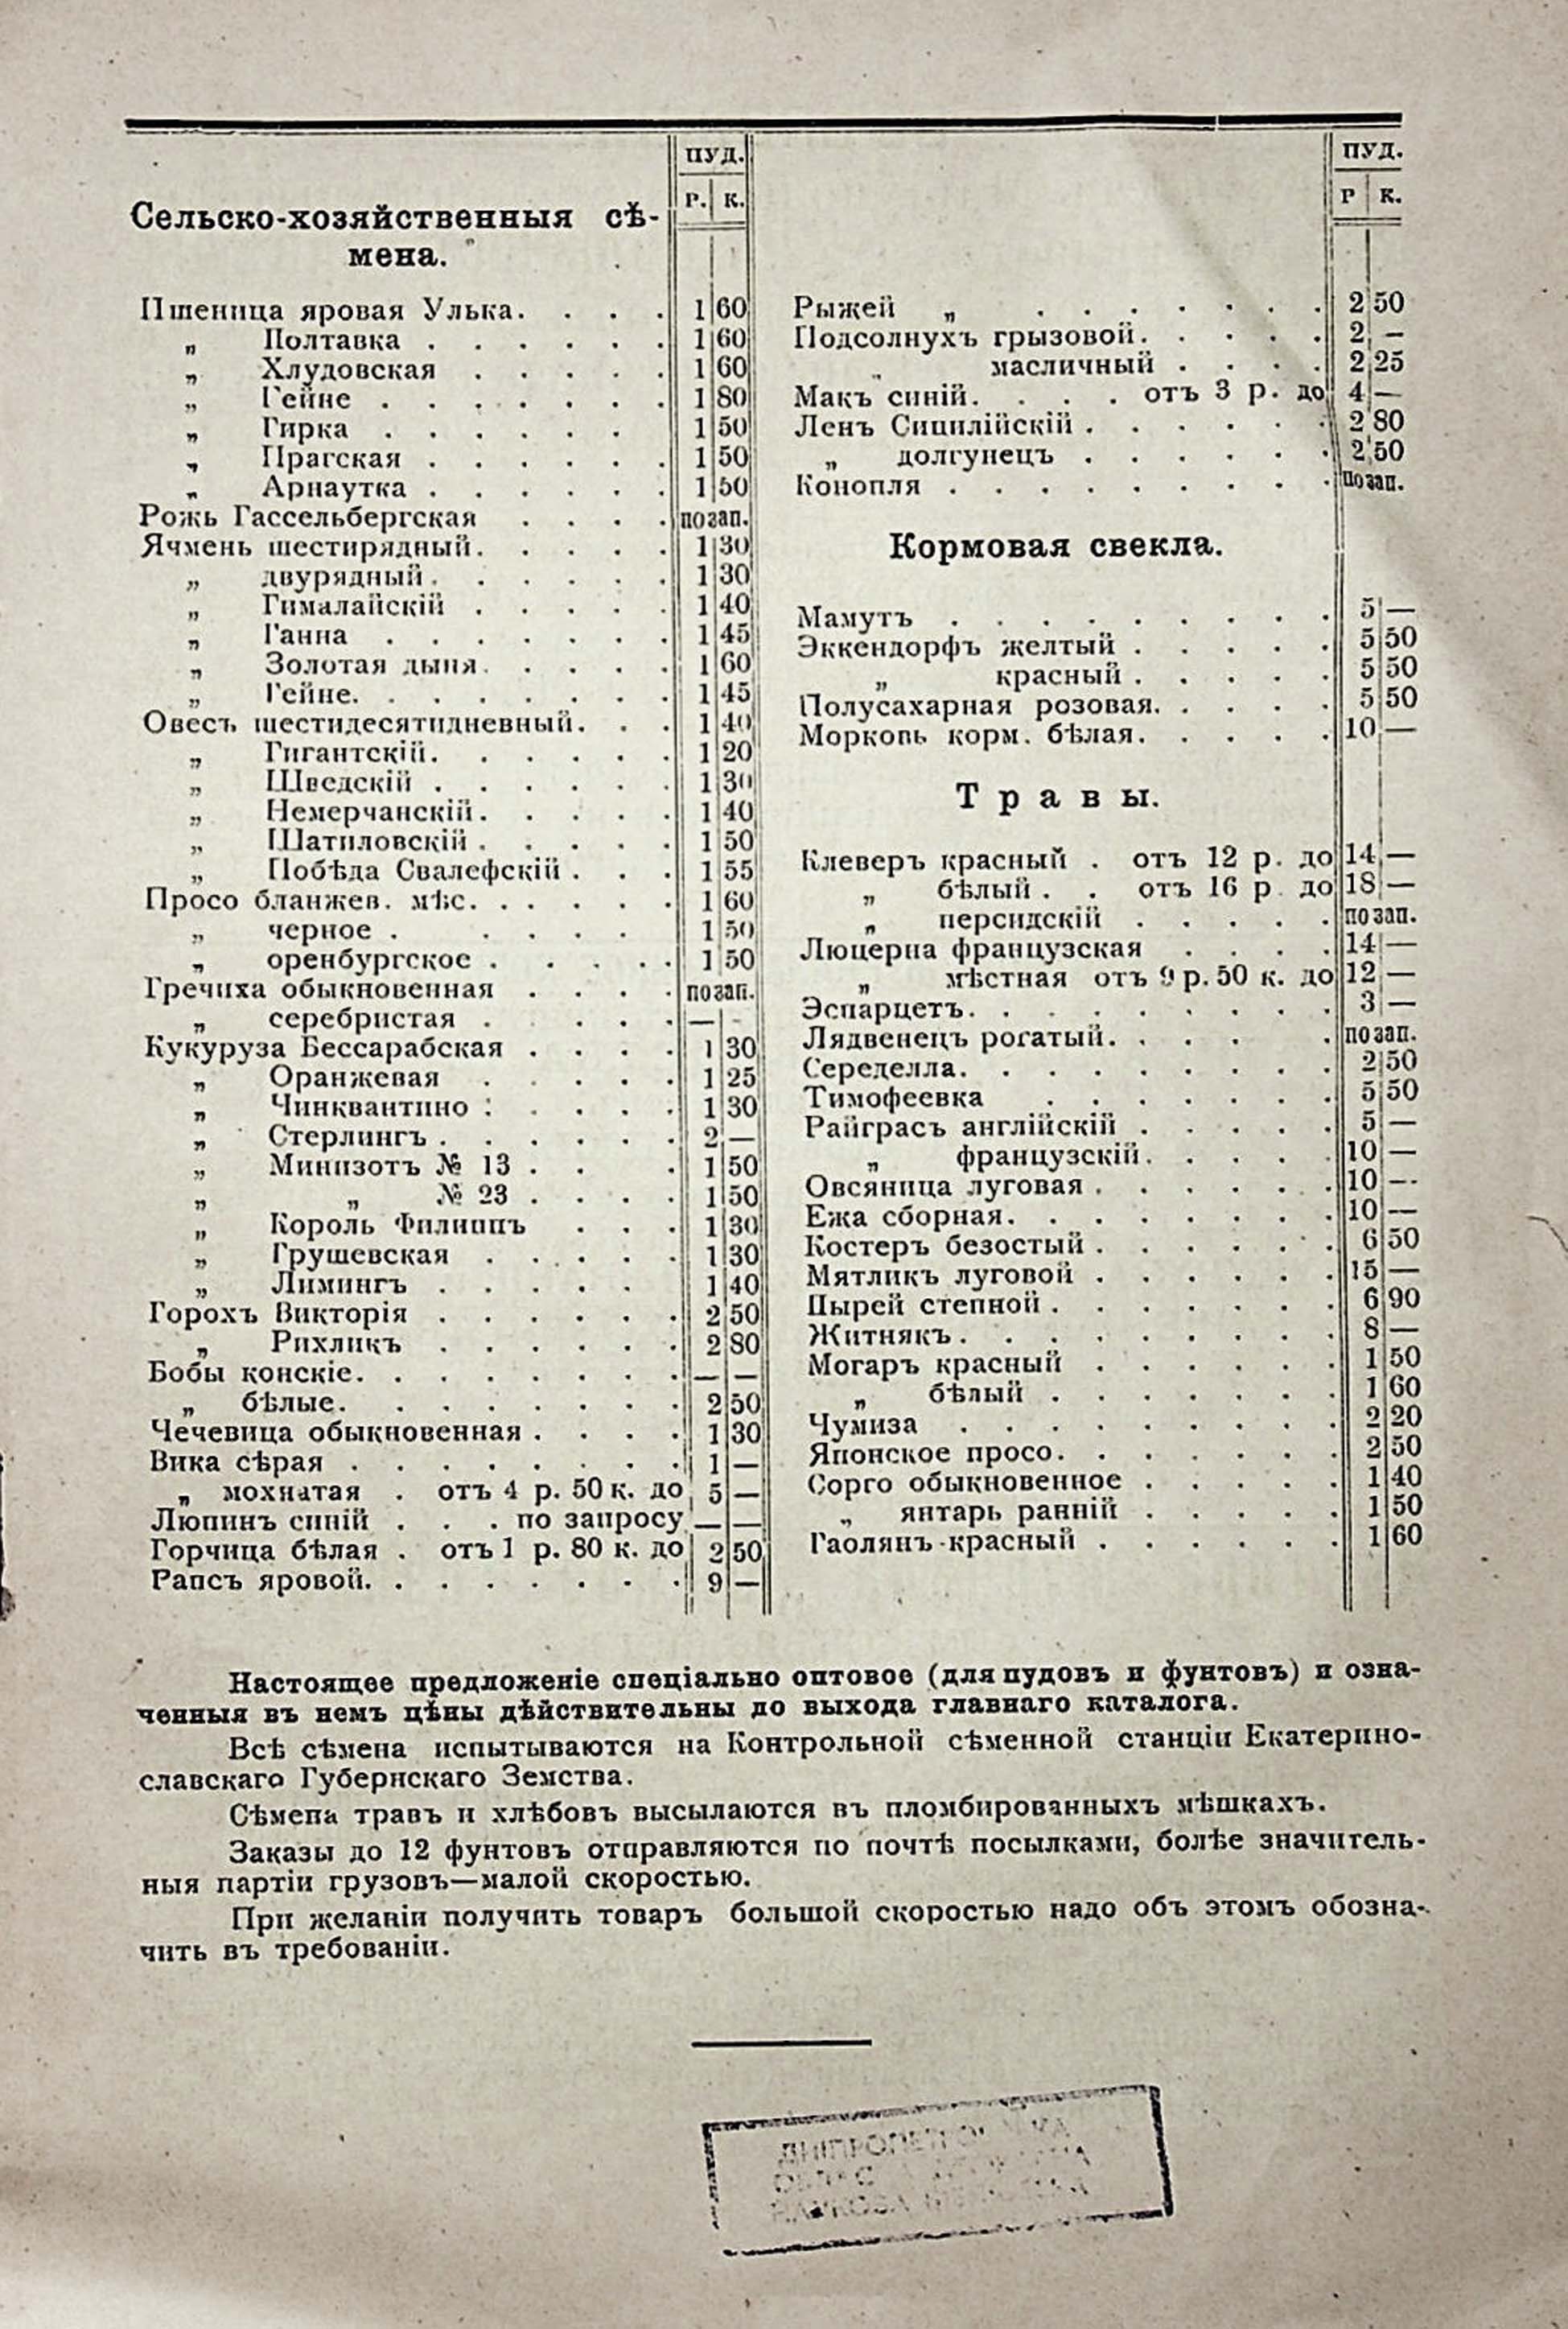 ПУД.
Р. К.
Сельско-хозяйственныя сѣ-
мена.
Пшеница яровая Улька. . . . 1 60
„ Полтавка . . . . . . 1 60
„ Хлудовская . . . . . 1 60
„ Гейне . . . . . . . 1 80
„ Гирка . . . . . . 1 50
„ Прагская . . . . . . 1 50
„ Арнаутка . . . . . . 1 50
Рожь Гассельбергская . . . . по зап.
Ячмень шестирядный. . . . . 1 30
„ двурядный . . . . . . 1 30
„ Гималайскій . . . . . 1 40
„ Ганна . . . . . . . 1 45
„ Золотая дыня. . . . . 1 60
„ Гейне. . . . . . . . 1 45
Овесъ шестидесятидневный. . . 1 40
„ Гигантскій. . . . . . 1 20
„ Шведскій . . . . . . 1 30
„ Немерчанскій. . . . . 1 40
„ Шатиловскій . . . . . 1 50
„ Побѣда Свалефскій . . . 1 55
Просо бланжев. мѣс. . . . . . 1 60
„ черное . . . . . 1 50
„ оренбургское . . . . . 1 50
Гречиха обыкновенная . . . . по зап.
„ серебристая . . . . — -
Кукуруза Бессарабская . . . . 1 30
„ Оранжевая . . . . . 1 25
„ Чинквантино : . . . . 1 30
„ Стерлингъ . . . . . . 2 —
„ Минизотъ № 13 . . . 1 50
„ „ № 23 . . . . 1 50
„ Король Филиппъ . . . 1 30
„ Грушевская . . . . . 1 30
„ Лимингъ . . . . . 1 40
Горохъ Викторія . . . . . . 2 50
„ Рихликъ . . . . . . 2 80
Бобы конскіе. . . . . . . . — —
„ бѣлые. . . . . . . . 2 50
Чечевица обыкновенная . . . . 1 30
Вика сѣрая . . . . . . . . 1 —
„ мохнатая . отъ 4 р. 50 к. до 5 —
Люпинъ синій . . . по запросу — —
Горчица бѣлая . отъ 1 р. 80 к. до 2 50
Рапсъ яровой. . . . . . . . 9 —
ПУД.
Р К.
Рыжей „ . . . . . . . 2 50
Подсолнухъ грызовой. . . . . 2 —
„ масличный . . . . 2 25
Макъ синій. . . . отъ 3 р. до 4 —
Ленъ Сицилійскій . . . . . . 2 80
„ долгунецъ . . . . . . 2 50
Конопля . . . . . . . . . по зап.
Кормовая свекла.
Мамутъ . . . . . . . . . 5 —
Эккендорфъ желтый . . . . . 5 50
„ красный . . . . . 5 50
Полусахарная розовая. . . . . 5 50
Морковь корм. бѣлая. . . . . 10 —
Травы.
Клеверъ красный . отъ 12 р. до 14 —
„ бѣлый . . отъ 16 р. до 18 —
„ персидскій . . . . . по зап.
Люцерна французская . . . . 14 —
„ мѣстная отъ 9 р. 50 к. до 12 —
Эспарцетъ. . . . . . . . . 3 —
Лядвенецъ рогатый. . . . . по зап.
Середелла. . . . . . . . . 2 50
Тимофеевка . . . . . . 5 50
Райграсъ англійскій . . . . . 5 —
„ французскій. . . . . 10 —
Овсяница луговая . . . . . . 10 —
Ежа сборная. . . . . . . . 10 —
Костеръ безостый . . . . . . 6 50
Мятликъ луговой . . . . . . 15 —
Пырей степной . . . . . . . 6 90
Житнякъ. . . . . . . . . 8 —
Могаръ красный . . . . . . 1 50
„ бѣлый . . . . . . . 1 60
Чумиза . . . . . . . . . 2 20
Японское просо. . . . . . . 2 50
Сорго обыкновенное . . . . . 1 40
„ янтарь ранній . . . . . 1 50
Гаолянъ-красный . . . . . . 1 60
Настоящее предложеніе спеціально оптовое (для пудовъ и фунтовъ) и озна-
ченныя въ немъ цѣны дѣйствительны до выхода главнаго каталога.
Всѣ сѣмена испытываются на Контрольной сѣменной станціи Екатерино-
славскаго Губернскаго Земства.
Сѣмена травъ и хлѣбовъ высылаются въ пломбированныхъ мѣшкахъ.
Заказы до 12 фунтовъ отправляются по почтѣ посылками, болѣе значитель-
ныя партіи грузовъ—малой скоростью.
При желаніи получить товаръ большой скоростью надо объ этомъ обозна-
чить въ требованіи.